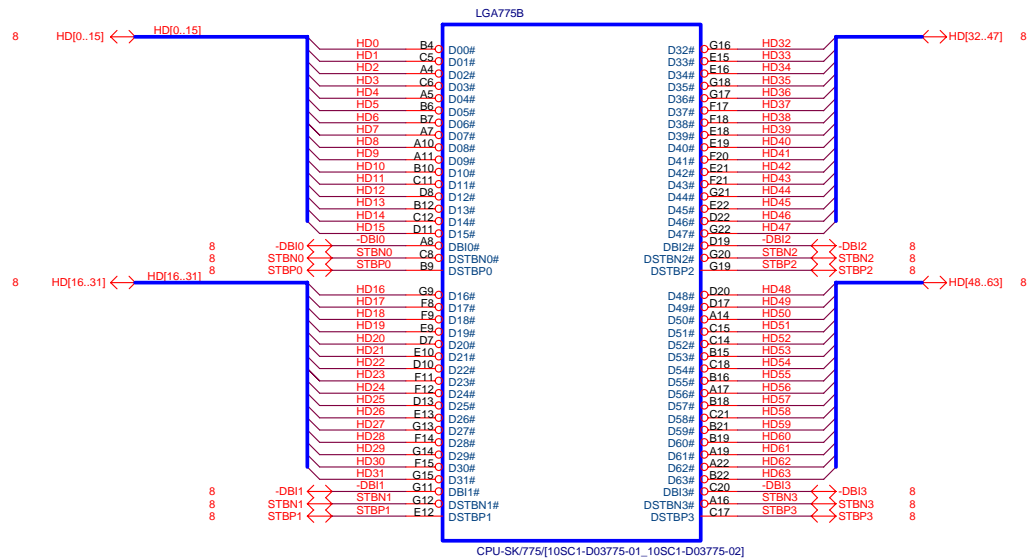 LGA775B
8 HD[0..15] HD[0..15] HD[32..47] 8
HD0 B4 D00# D32# G16 HD32
HD1 C5 D01# D33# E15 HD33
HD2 A4 D02# D34# E16 HD34
HD3 C6 D03# D35# G18 HD35
HD4 A5 D04# D36# G17 HD36
HD5 B6 D05# D37# F17 HD37
HD6 B7 D06# D38# F18 HD38
HD7 A7 D07# D39# E18 HD39
HD8 A10 D08# D40# E19 HD40
HD9 A11 D09# D41# F20 HD41
HD10 B10 D10# D42# E21 HD42
HD11 C11 D11# D43# F21 HD43
HD12 D8 D12# D44# G21 HD44
HD13 B12 D13# D45# E22 HD45
HD14 C12 D14# D46# D22 HD46
HD15 D11 D15# D47# G22 HD47
8 -DBI0 -DBI0 A8 DBI0# DBI2# D19 -DBI2 -DBI2 8
8 STBN0 STBN0 C8 DSTBN0# DSTBN2# G20 STBN2 STBN2 8
8 STBP0 STBP0 B9 DSTBP0 DSTBP2 G19 STBP2 STBP2 8
8 HD[16..31] HD[16..31] HD[48..63] 8
HD16 G9 D16# D48# D20 HD48
HD17 F8 D17# D49# D17 HD49
HD18 F9 D18# D50# A14 HD50
HD19 E9 D19# D51# C15 HD51
HD20 D7 D20# D52# C14 HD52
HD21 E10 D21# D53# B15 HD53
HD22 D10 D22# D54# C18 HD54
HD23 F11 D23# D55# B16 HD55
HD24 F12 D24# D56# A17 HD56
HD25 D13 D25# D57# B18 HD57
HD26 E13 D26# D58# C21 HD58
HD27 G13 D27# D59# B21 HD59
HD28 F14 D28# D60# B19 HD60
HD29 G14 D29# D61# A19 HD61
HD30 F15 D30# D62# A22 HD62
HD31 G15 D31# D63# B22 HD63
8 -DBI1 -DBI1 G11 DBI1# DBI3# C20 -DBI3 -DBI3 8
8 STBN1 STBN1 G12 DSTBN1# DSTBN3# A16 STBN3 STBN3 8
8 STBP1 STBP1 E12 DSTBP1 DSTBP3 C17 STBP3 STBP3 8
CPU-SK/775/[10SC1-D03775-01_10SC1-D03775-02]